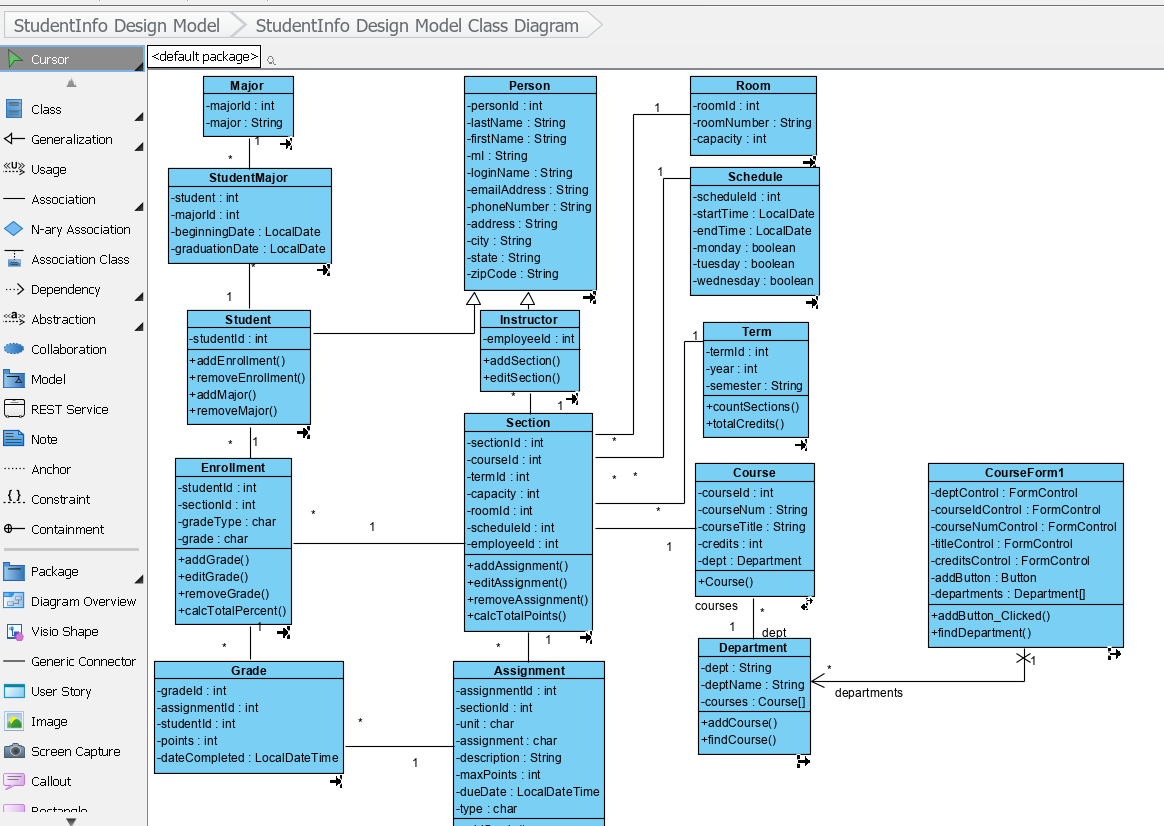 StudentInfo Design Model
StudentInfo Design Model Class Diagram
Cursor
Class
Generalization
Usage
Association
N-ary Association
Association Class
Dependency
Abstraction
Collaboration
Model
REST Service
Note
Anchor
Constraint
Containment
Package
Diagram Overview
Visio Shape
Generic Connector
User Story
Image
Screen Capture
Callout
Rectangle
<default package>
Major
-majorId : int
-major : String
1
*
StudentMajor
-student : int
-majorId : int
-beginningDate : LocalDate
-graduationDate : LocalDate
*
1
Student
-studentId : int
+addEnrollment()
+removeEnrollment()
+addMajor()
+removeMajor()
*
1
Enrollment
-studentId : int
-sectionId : int
-gradeType : char
-grade : char
+addGrade()
+editGrade()
+removeGrade()
+calcTotalPercent()
*
1
1
*
Grade
-gradeId : int
-assignmentId : int
-studentId : int
-points : int
-dateCompleted : LocalDateTime
*
1
Person
-personId : int
-lastName : String
-firstName : String
-mI : String
-loginName : String
-emailAddress : String
-phoneNumber : String
-address : String
-city : String
-state : String
-zipCode : String
Instructor
-employeeId : int
+addSection()
+editSection()
*
1
Section
-sectionId : int
-courseId : int
-termId : int
-capacity : int
-roomId : int
-scheduleId : int
-employeeId : int
+addAssignment()
+editAssignment()
+removeAssignment()
+calcTotalPoints()
*
1
Assignment
-assignmentId : int
-sectionId : int
-unit : char
-assignment : char
-description : String
-maxPoints : int
-dueDate : LocalDateTime
-type : char
1
Room
-roomId : int
-roomNumber : String
-capacity : int
1
Schedule
-scheduleId : int
-startTime : LocalDate
-endTime : LocalDate
-monday : boolean
-tuesday : boolean
-wednesday : boolean
1
Term
-termId : int
-year : int
-semester : String
+countSections()
+totalCredits()
*
*
*
*
1
Course
-courseId : int
-courseNum : String
-courseTitle : String
-credits : int
-dept : Department
+Course()
courses
*
1
dept
Department
-dept : String
-deptName : String
-courses : Course[]
+addCourse()
+findCourse()
*
departments
1
CourseForm1
-deptControl : FormControl
-courseIdControl : FormControl
-courseNumControl : FormControl
-titleControl : FormControl
-creditsControl : FormControl
-addButton : Button
-departments : Department[]
+addButton_Clicked()
+findDepartment()